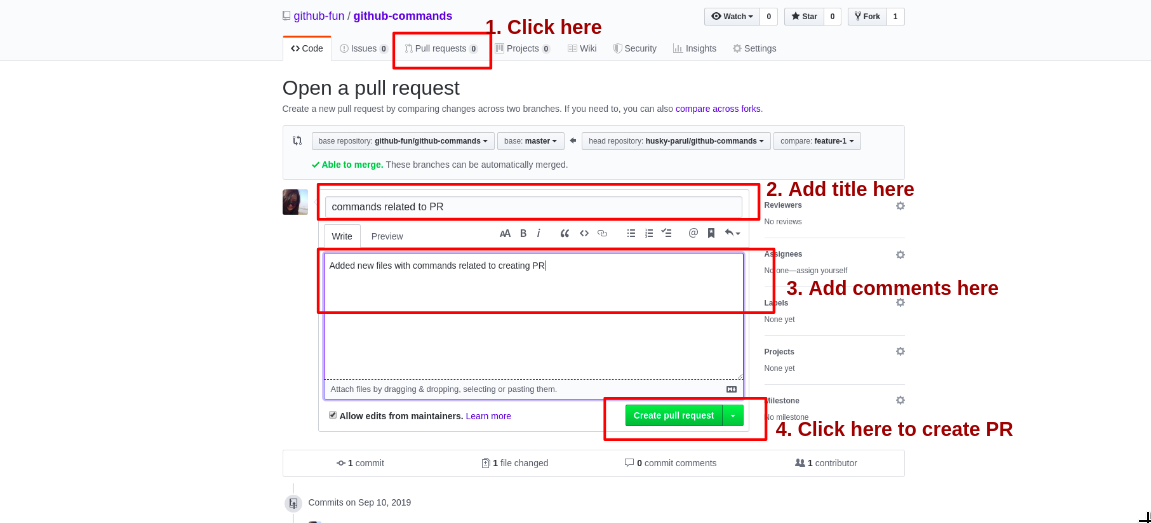 github-fun / github-commands
Watch 0 Star 0 Fork 1
1. Click here
Code Issues 0 Pull requests 0 Projects 0 Wiki Security Insights Settings
Open a pull request
Create a new pull request by comparing changes across two branches. If you need to, you can also compare across forks.
base repository: github-fun/github-commands base: master head repository: husky-parul/github-commands compare: feature-1
Able to merge. These branches can be automatically merged.
2. Add title here
commands related to PR
Reviewers
No reviews
Write Preview AA B i
Added new files with commands related to creating PR
Assignees
No one—assign yourself
3. Add comments here
Labels
None yet
Projects
None yet
Attach files by dragging & dropping, selecting or pasting them.
Milestone
No milestone
Allow edits from maintainers. Learn more
Create pull request
4. Click here to create PR
1 commit 1 file changed 0 commit comments 1 contributor
Commits on Sep 10, 2019